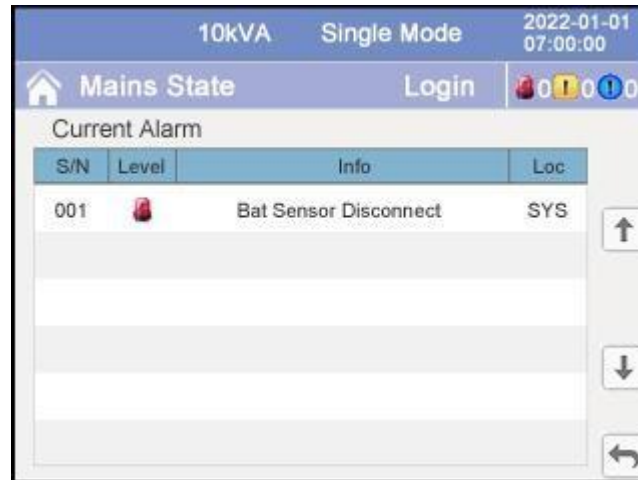 10kVA Single Mode 2022-01-01
07:00:00
Mains State Login 0 0 0
Current Alarm
S/N Level Info Loc
001 Bat Sensor Disconnect SYS